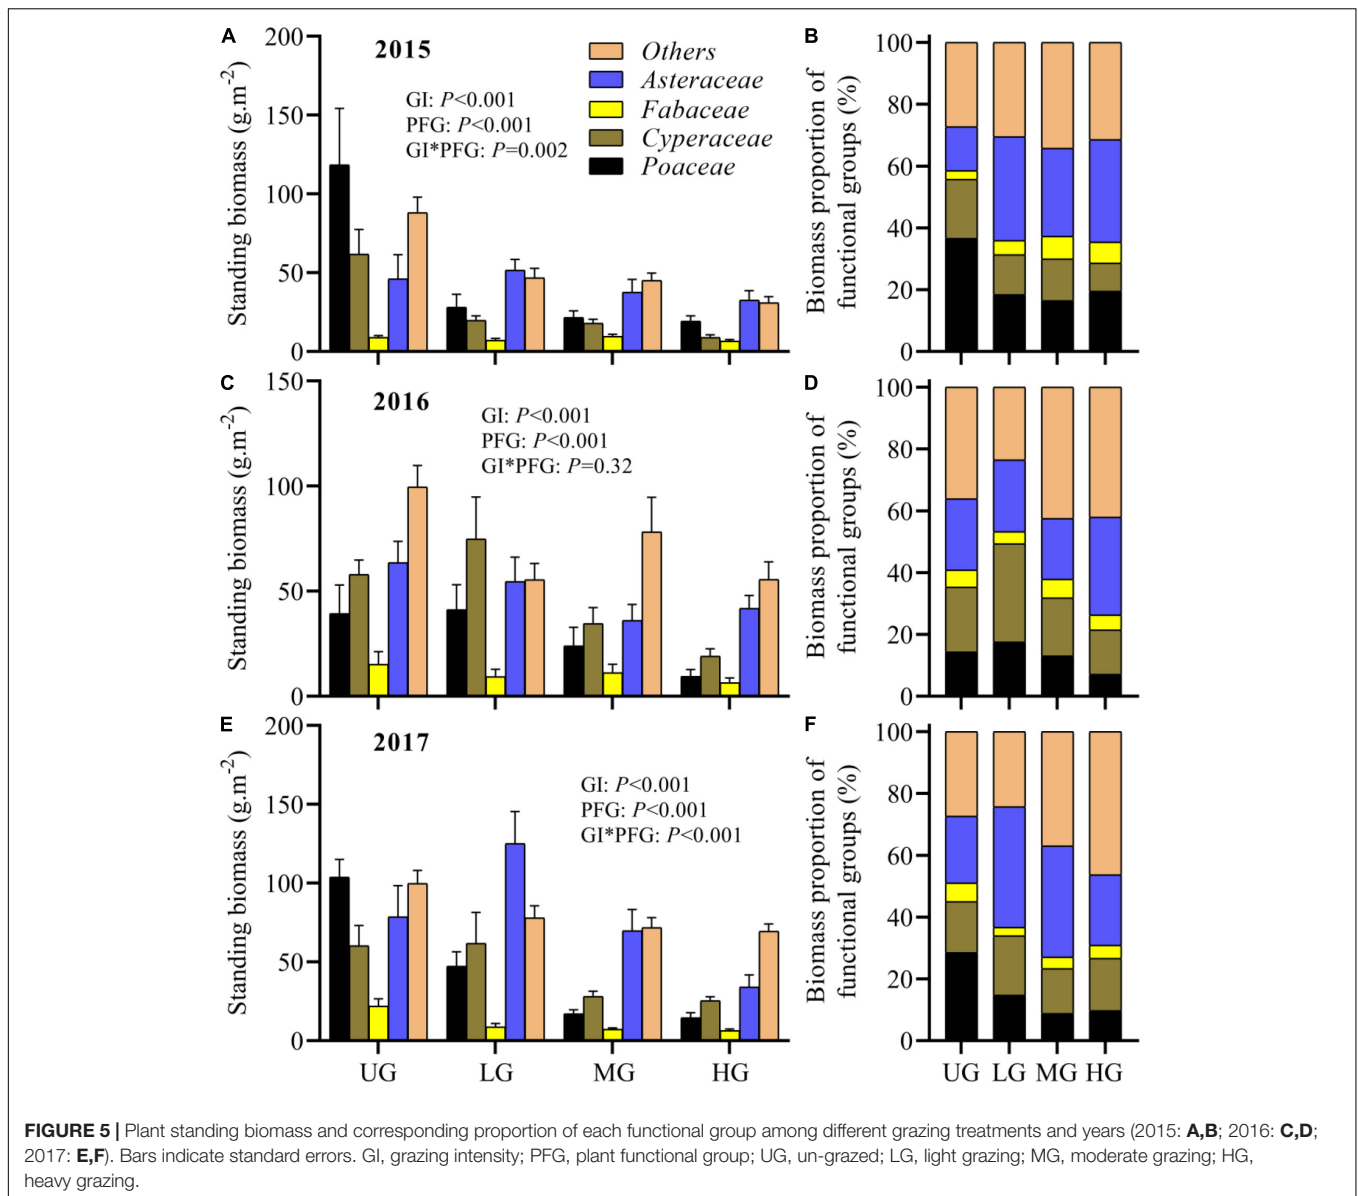 A
200
150
100
50
0
Standing biomass (g.m-2)
2015
GI: P<0.001
PFG: P<0.001
GI*PFG: P=0.002
Others
Asteraceae
Fabaceae
Cyperaceae
Poaceae
B
100
80
60
40
20
0
Biomass proportion of
functional groups (%)
C
150
100
50
0
Standing biomass (g.m-2)
2016
GI: P<0.001
PFG: P<0.001
GI*PFG: P=0.32
D
100
80
60
40
20
0
Biomass proportion of
functional groups (%)
E
200
150
100
50
0
Standing biomass (g.m-2)
2017
GI: P<0.001
PFG: P<0.001
GI*PFG: P<0.001
UG LG MG HG
F
100
80
60
40
20
0
Biomass proportion of
functional groups (%)
UG LG MG HG
FIGURE 5 | Plant standing biomass and corresponding proportion of each functional group among different grazing treatments and years (2015: A,B; 2016: C,D;
2017: E,F). Bars indicate standard errors. GI, grazing intensity; PFG, plant functional group; UG, un-grazed; LG, light grazing; MG, moderate grazing; HG,
heavy grazing.